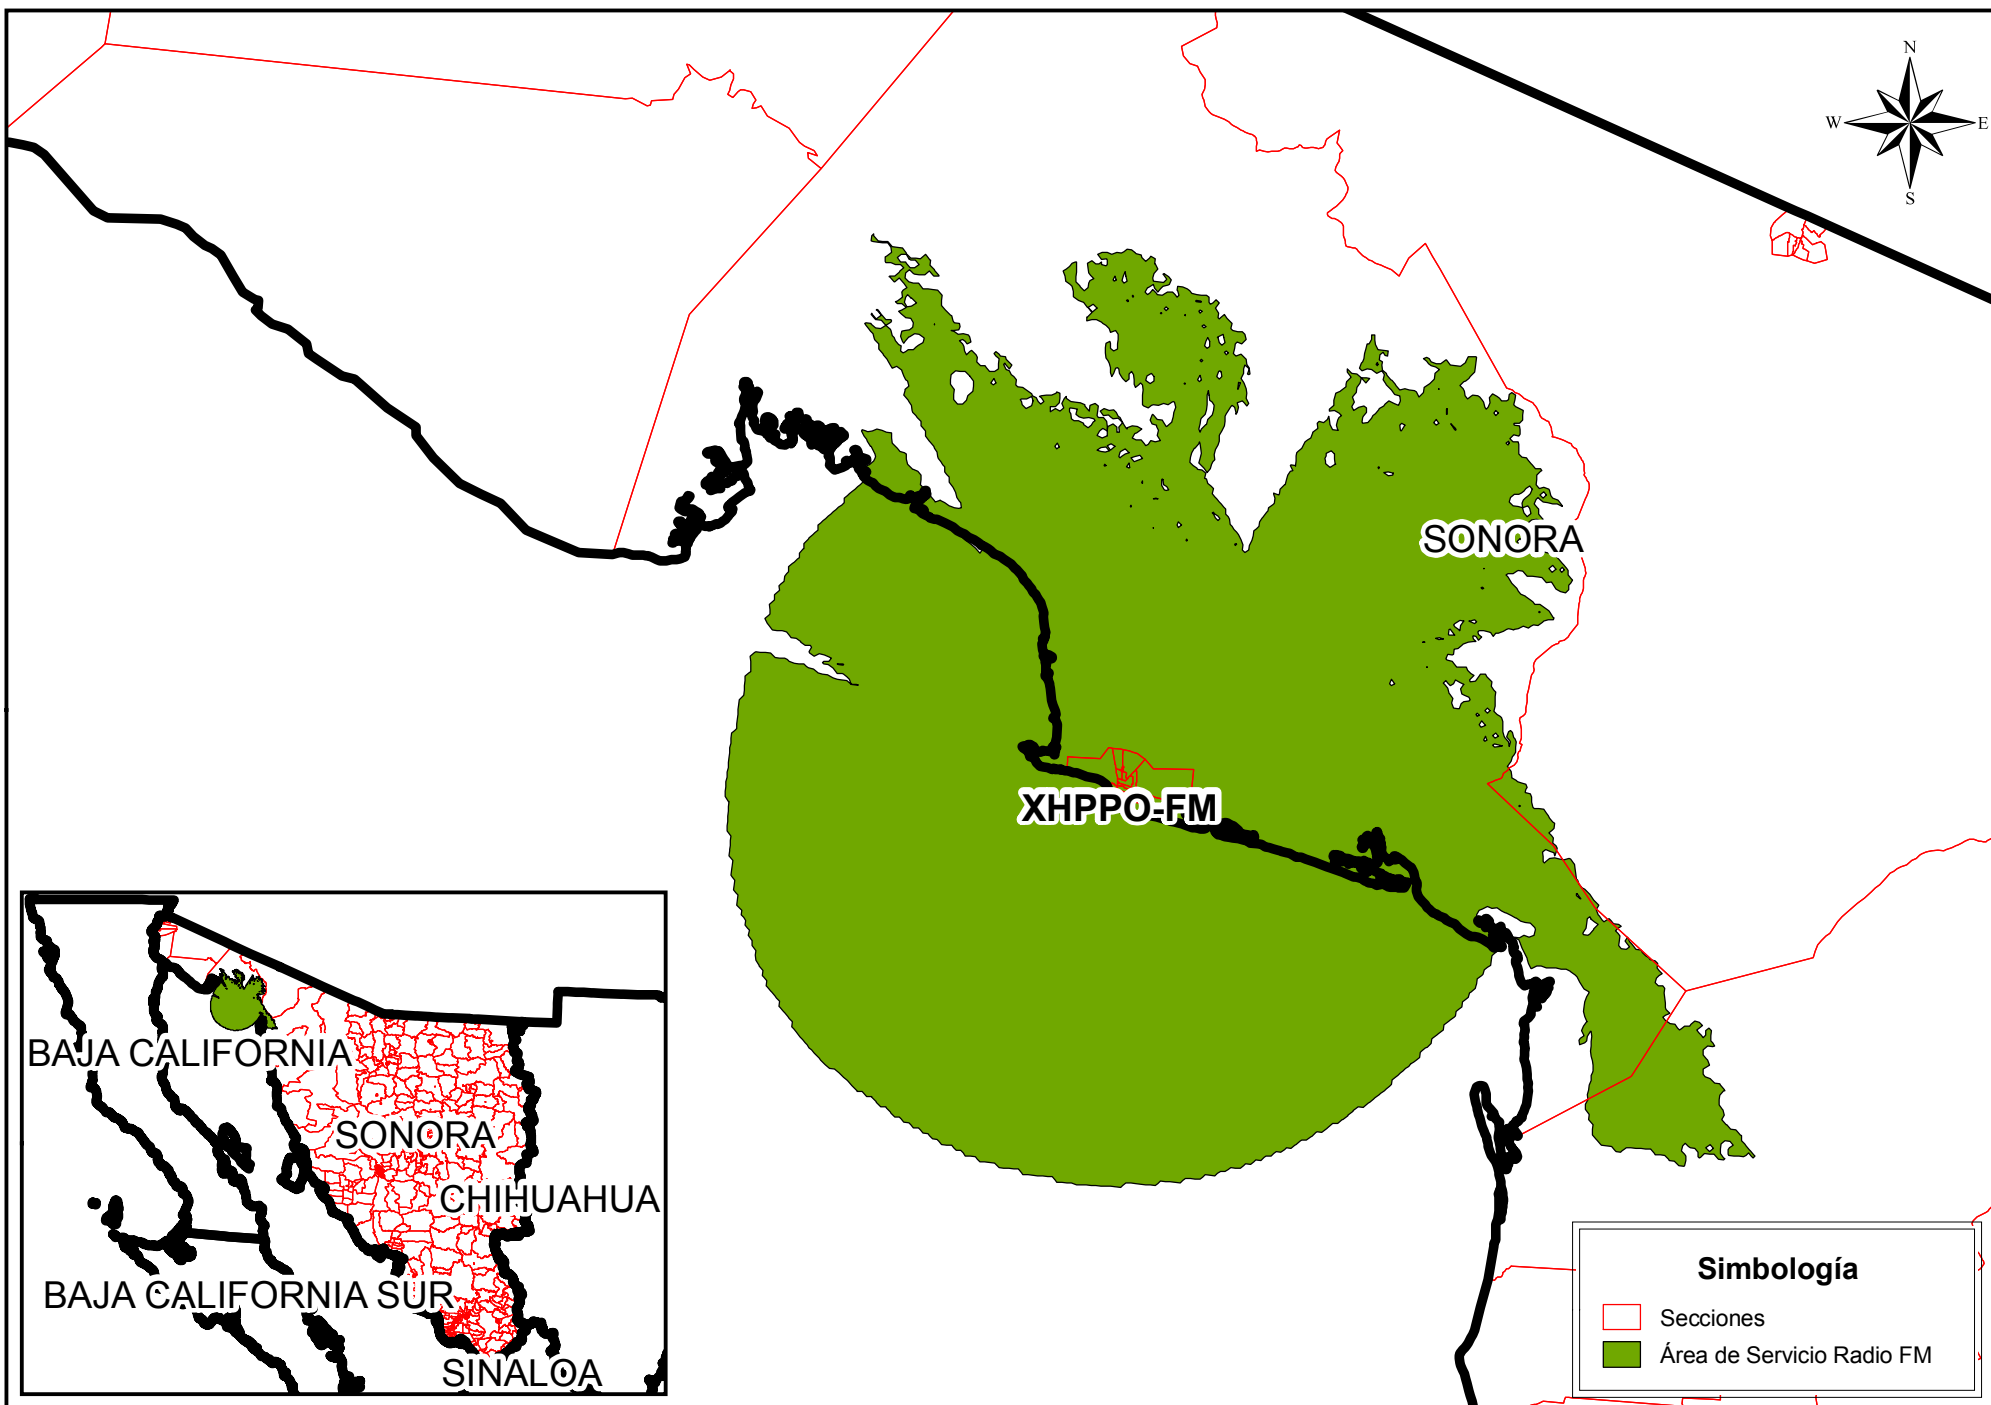 N
W
E
S
SONORA
XHPPO-FM
BAJA CALIFORNIA
SONORA
CHIHUAHUA
BAJA CALIFORNIA SUR
SINALOA
Simbología
Secciones
Área de Servicio Radio FM